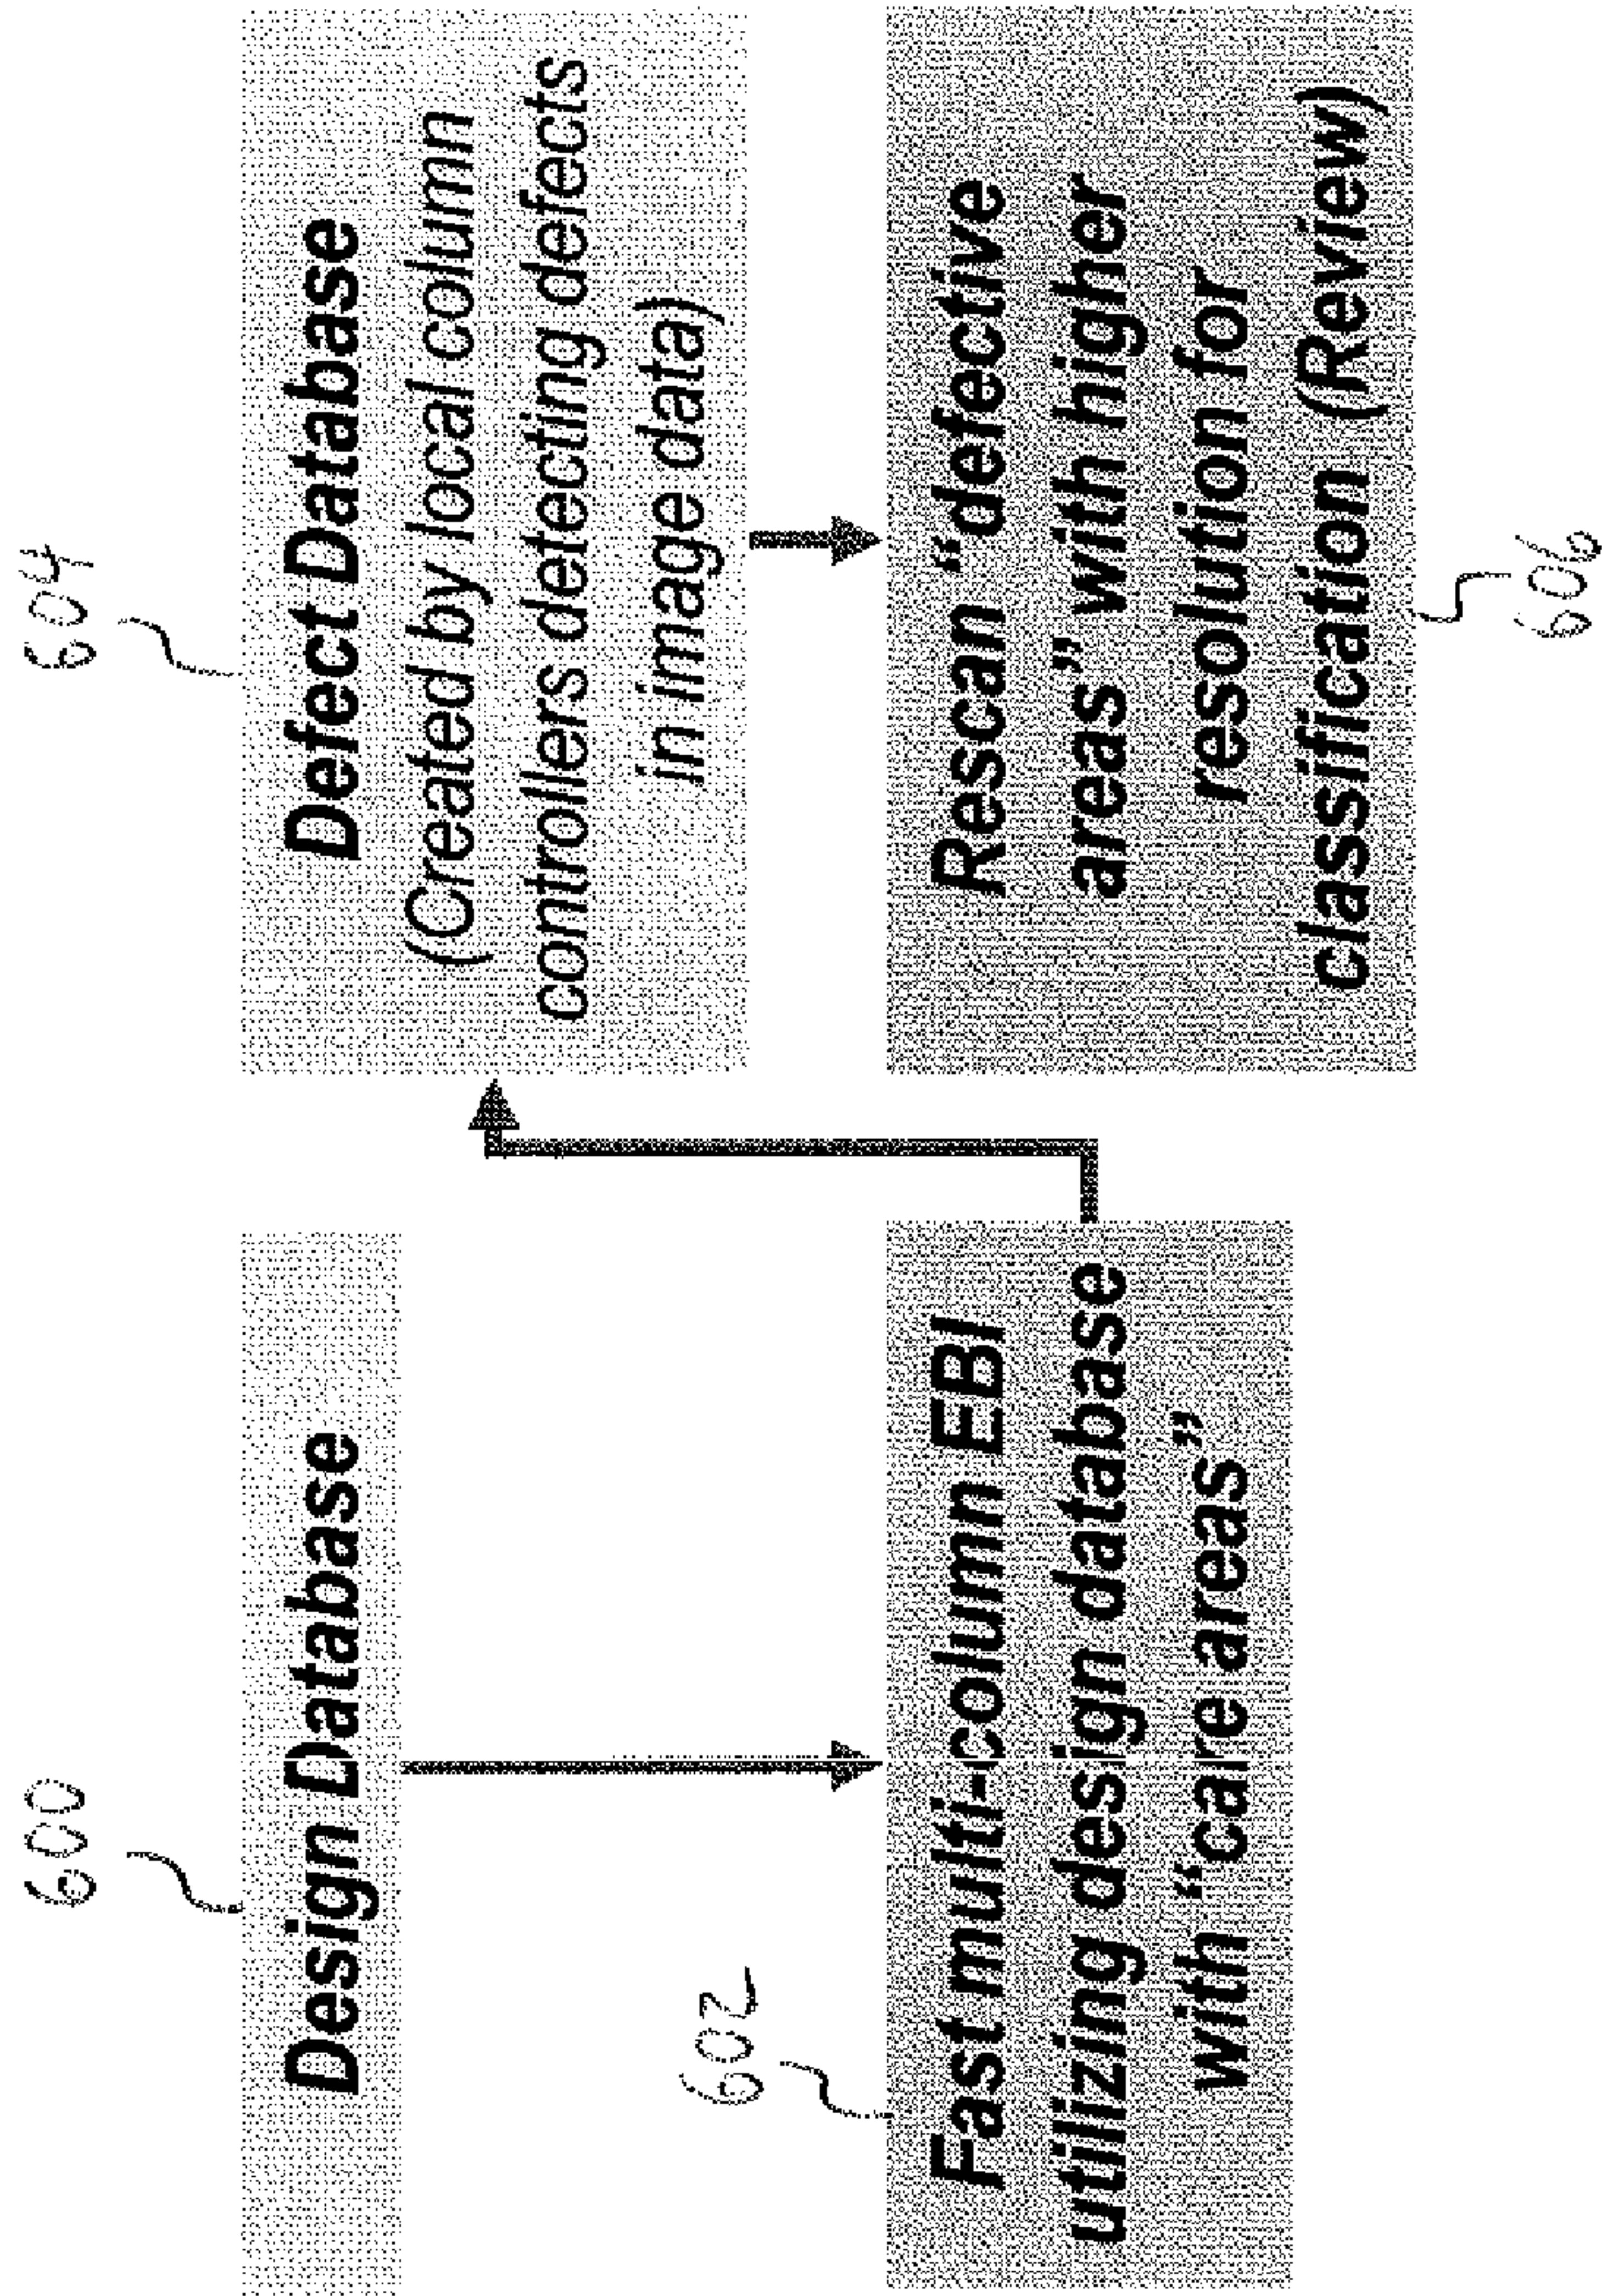 600
Design Database
602
Fast multi-column EBI
utilizing design database
with “care areas”
604
Defect Database
(Created by local column
controllers detecting defects
in image data)
Rescan “defective
areas” with higher
resolution for
classification (Review)
606